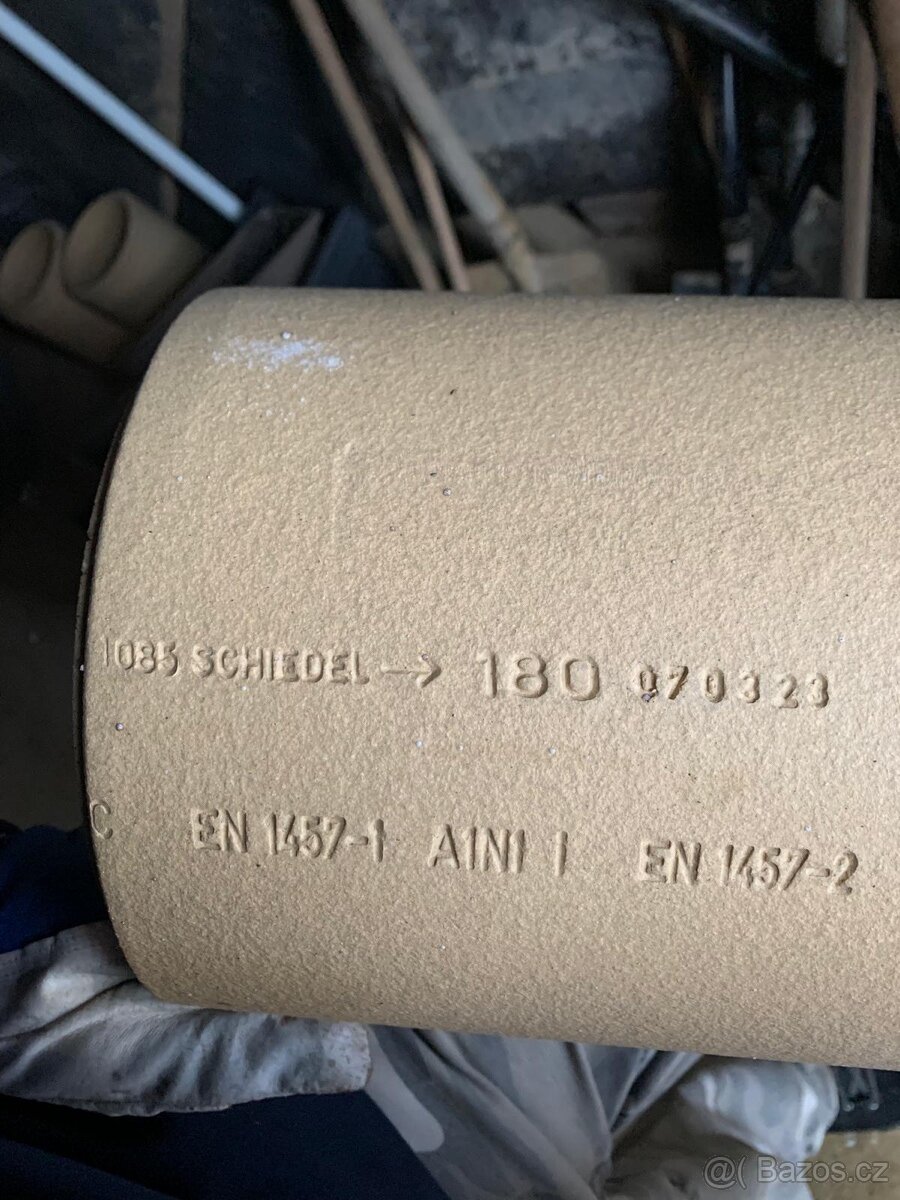 1085 SCHIEDEL → 180 070323
C EN 1457-1 A1N1 1 EN 1457-2
@( Bazos.cz